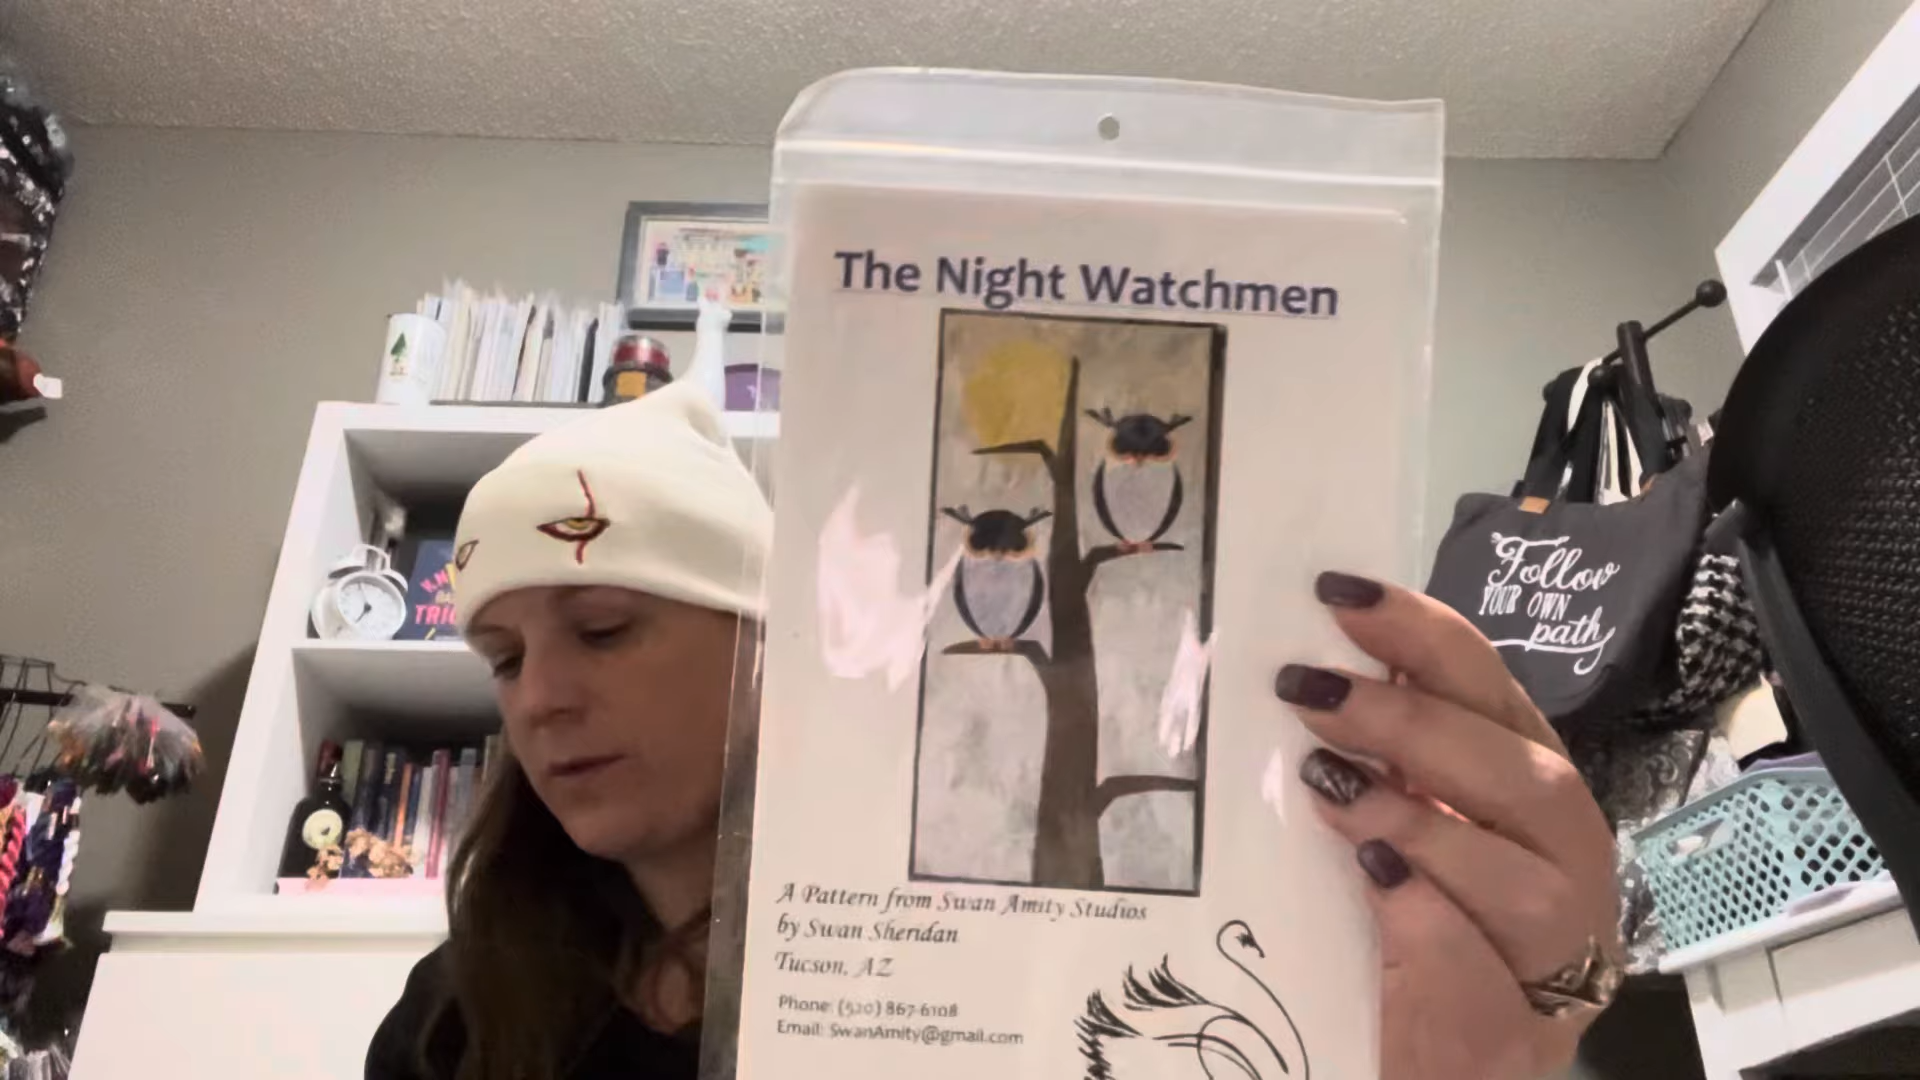 The Night Watchmen
A Pattern from Swan Amity Studios
by Swan Sheridan
Tucson, AZ
Phone: (520) 867-6108
Email: SwanAmity@gmail.com
Follow
YOUR OWN
path